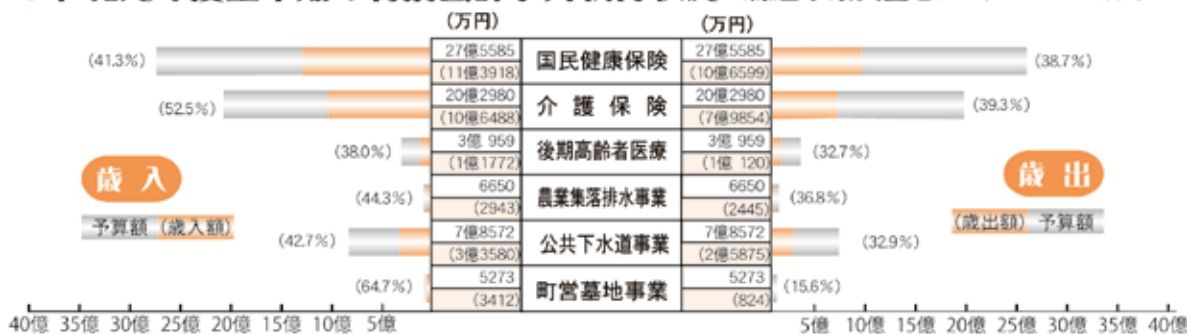 (万円) (万円)
(41.3%) 27億5585 国民健康保険 27億5585 (38.7%)
(11億3918) (10億6599)
(52.5%) 20億2980 介護保険 20億2980 (39.3%)
(10億6488) (7億9854)
(38.0%) 3億 959 後期高齢者医療 3億 959 (32.7%)
(1億1772) (1億 120)
歳入 歳出
(44.3%) 6650 農業集落排水事業 6650 (36.8%)
(2943) (2445)
予算額 (歳入額) (歳出額) 予算額
(42.7%) 7億8572 公共下水道事業 7億8572 (32.9%)
(3億3580) (2億5875)
(64.7%) 5273 町営墓地事業 5273 (15.6%)
(3412) (824)
40億 35億 30億 25億 20億 15億 10億 5億 5億 10億 15億 20億 25億 30億 35億 40億